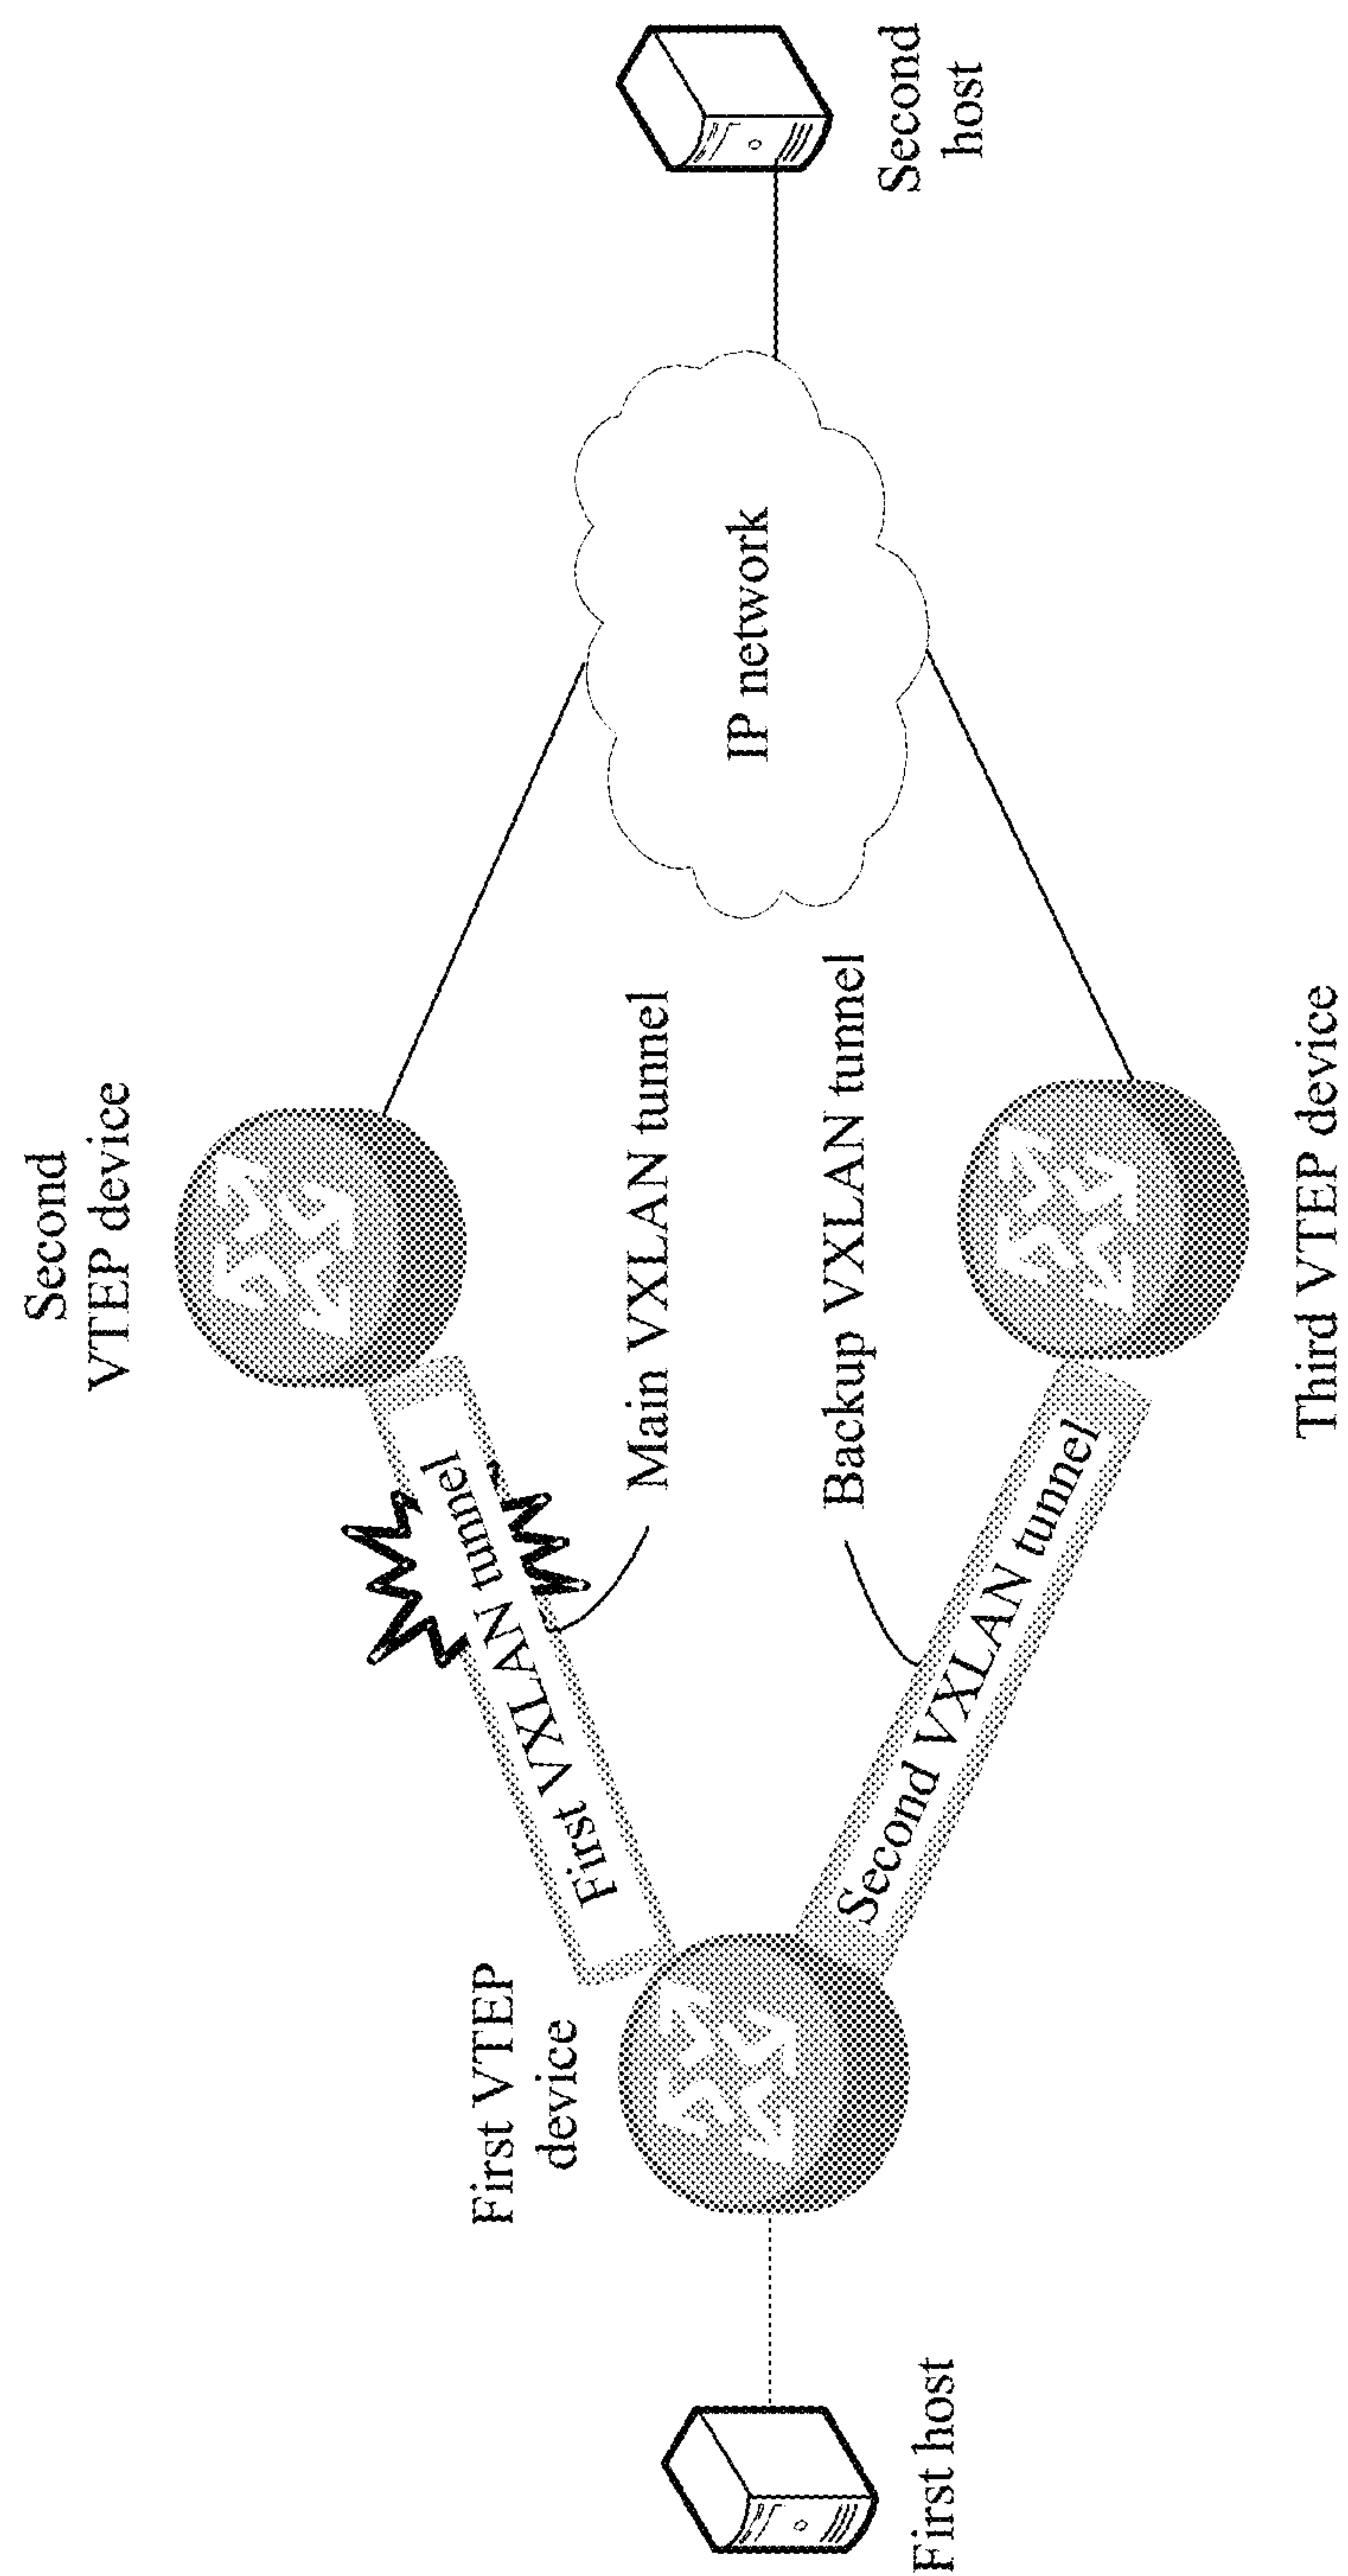 Second
VTEP device
First VTEP
device
First VXLAN tunnel
Main VXLAN tunnel
IP network
Second
host
First host
Backup VXLAN tunnel
Second VXLAN tunnel
Third VTEP device